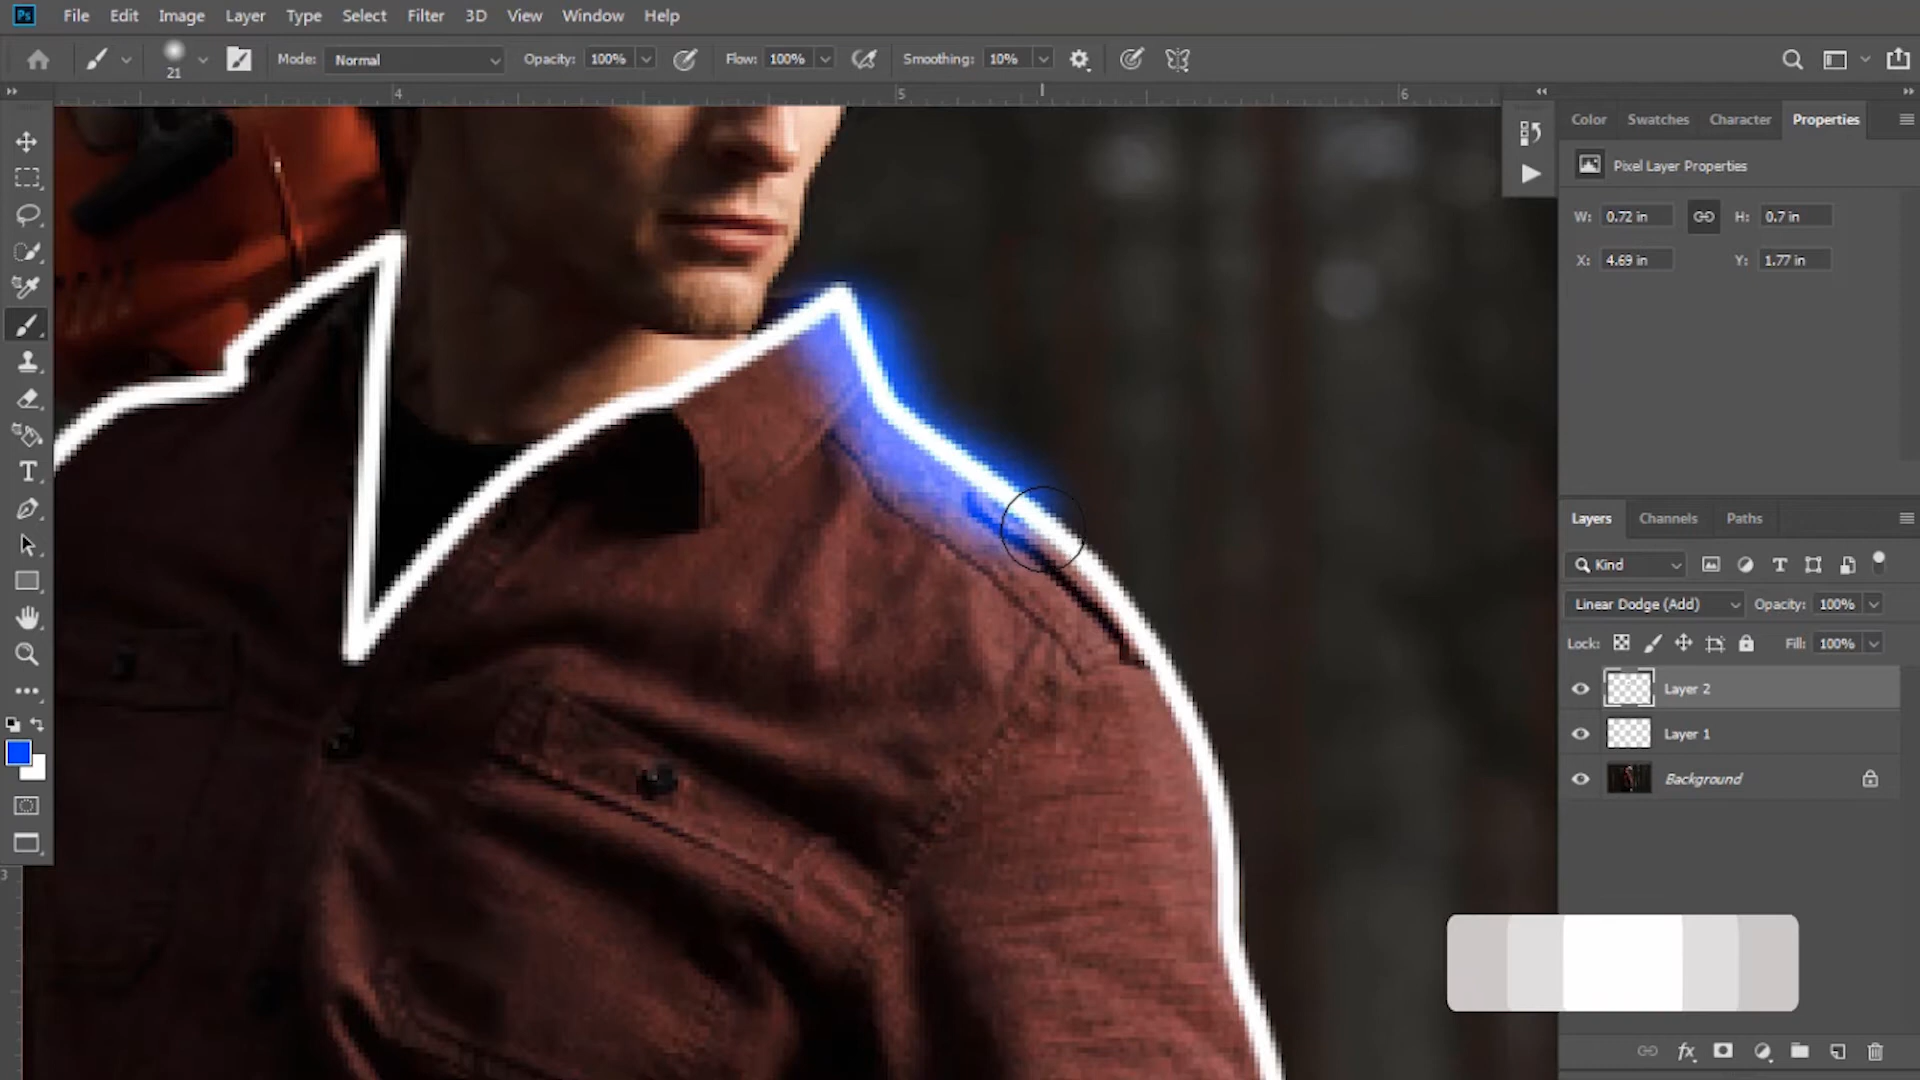 Ps File Edit Image Layer Type Select Filter 3D View Window Help
21 Mode: Normal Opacity: 100% Flow: 100% Smoothing: 10%
4 5 6
Color Swatches Character Properties
Pixel Layer Properties
W: 0.72 in H: 0.7 in
X: 4.69 in Y: 1.77 in
Layers Channels Paths
Kind
Linear Dodge (Add) Opacity: 100%
Lock: Fill: 100%
Layer 2
Layer 1
Background
3
fx